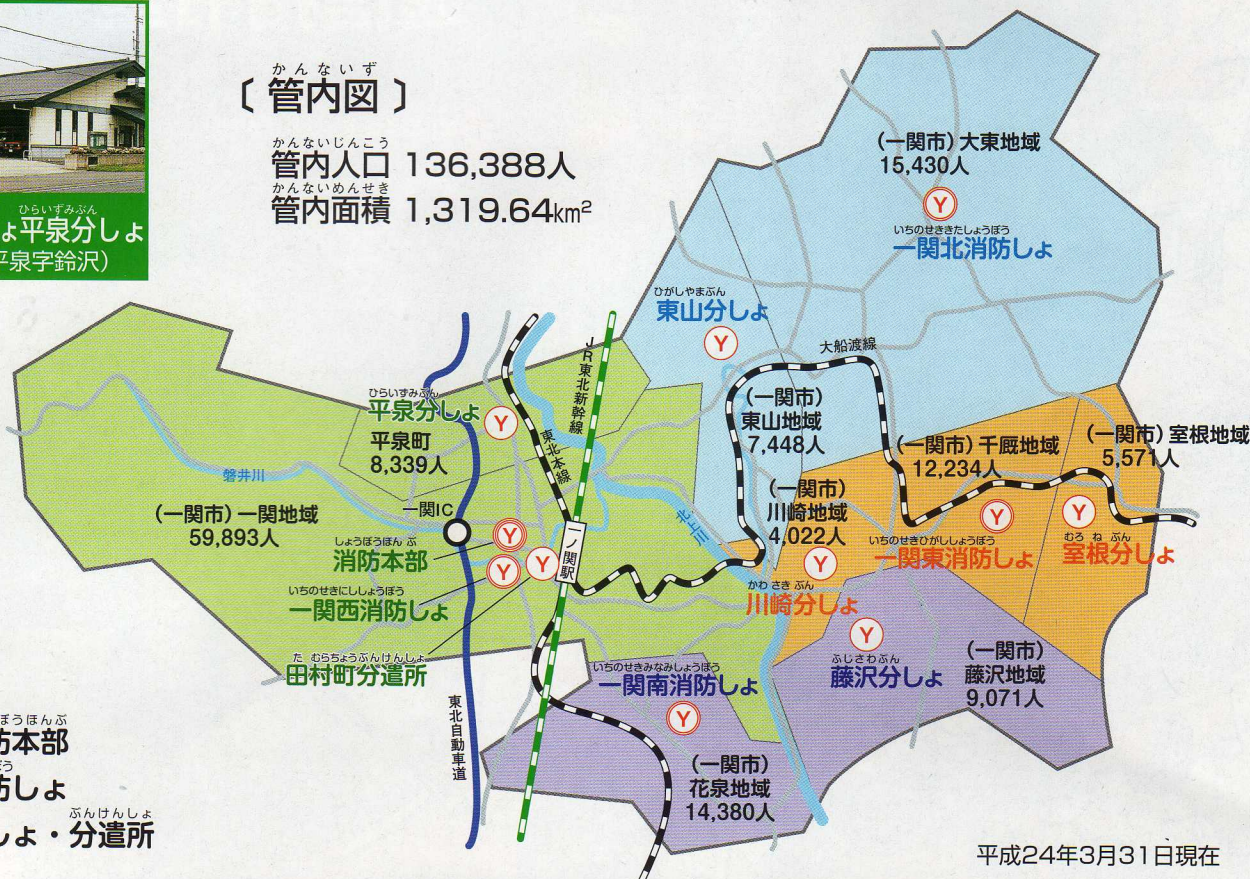 ひらいずみぶん
ょ平泉分しょ
平泉字鈴沢）
かんないず
〔 管内図 〕
かんないじんこう
管内人口 136,388人
かんないめんせき
管内面積 1,319.64km²
（一関市）大東地域
15,430人
Y
いちのせききたしょうぼう
一関北消防しょ
ひがしやまぶん
東山分しょ
Y
大船渡線
JR東北新幹線
（一関市）
東山地域
7,448人
ひらいずみぶん
平泉分しょ
Y
平泉町
8,339人
東北本線
（一関市）千厩地域
12,234人
（一関市）室根地域
5,571人
磐井川
（一関市）一関地域
59,893人
一関IC
北上川
（一関市）
川崎地域
4,022人
Y
Y
いちのせきひがししょうぼう
一関東消防しょ
むろねぶん
室根分しょ
しょうぼうほんぶ
消防本部
Y
Y
Y
一ノ関駅
Y
かわさきぶん
川崎分しょ
いちのせきにししょうぼう
一関西消防しょ
たむらちょうぶんけんしょ
田村町分遣所
Y
ふじさわぶん
藤沢分しょ
（一関市）
藤沢地域
9,071人
いちのせきみなみしょうぼう
一関南消防しょ
Y
東北自動車道
（一関市）
花泉地域
14,380人
ぼうほんぶ
防本部
ぼう
防しょ
ぶんけんしょ
しょ・分遣所
平成24年3月31日現在